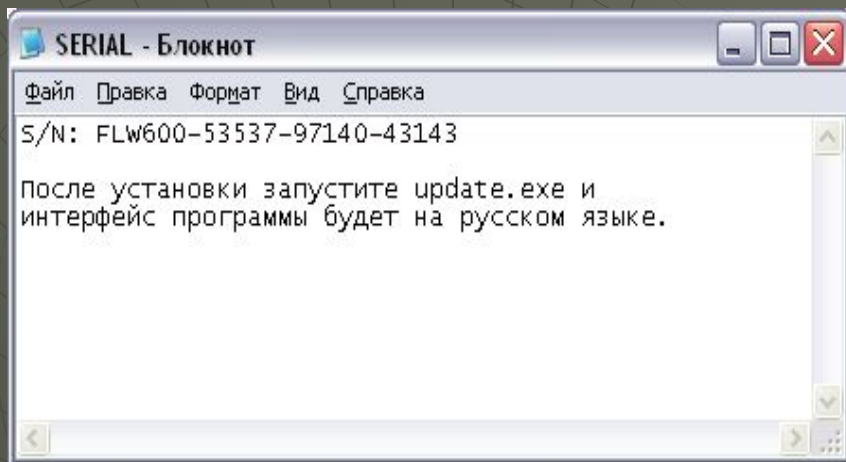 SERIAL - Блокнот
Файл Правка Формат Вид Справка
S/N: FLW600-53537-97140-43143
После установки запустите update.exe и
интерфейс программы будет на русском языке.